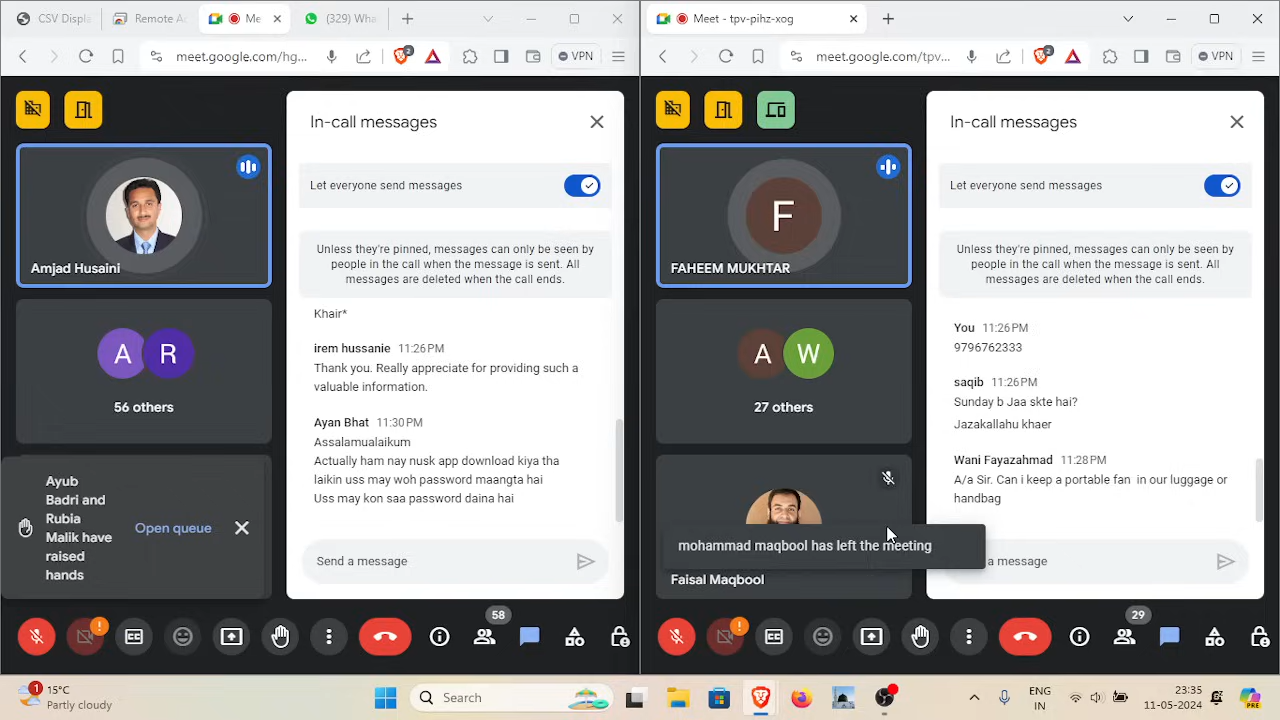 CSV Displa
Remote Ac
Me
(329) Wha
meet.google.com/hg...
2
VPN
In-call messages
Let everyone send messages
Unless they're pinned, messages can only be seen by
people in the call when the message is sent. All
messages are deleted when the call ends.
Amjad Husaini
A R
56 others
Ayub
Badri and
Rubia
Malik have
raised
hands
Open queue
Khair*
irem hussanie 11:26 PM
Thank you. Really appreciate for providing such a
valuable information.
Ayan Bhat 11:30 PM
Assalamualaikum
Actually ham nay nusk app download kiya tha
laikin uss may woh password maangta hai
Uss may kon saa password daina hai
Send a message
58
Meet - tpv-pihz-xog
meet.google.com/tpv...
2
VPN
In-call messages
Let everyone send messages
Unless they're pinned, messages can only be seen by
people in the call when the message is sent. All
messages are deleted when the call ends.
F
FAHEEM MUKHTAR
A W
27 others
mohammad maqbool has left the meeting
Faisal Maqbool
You 11:26 PM
9796762333
saqib 11:26 PM
Sunday b Jaa skte hai?
Jazakallahu khaer
Wani Fayazahmad 11:28 PM
A/a Sir. Can i keep a portable fan in our luggage or
handbag
a message
29
1
15°C
Partly cloudy
Search
ENG
IN
23:35
11-05-2024
PRE